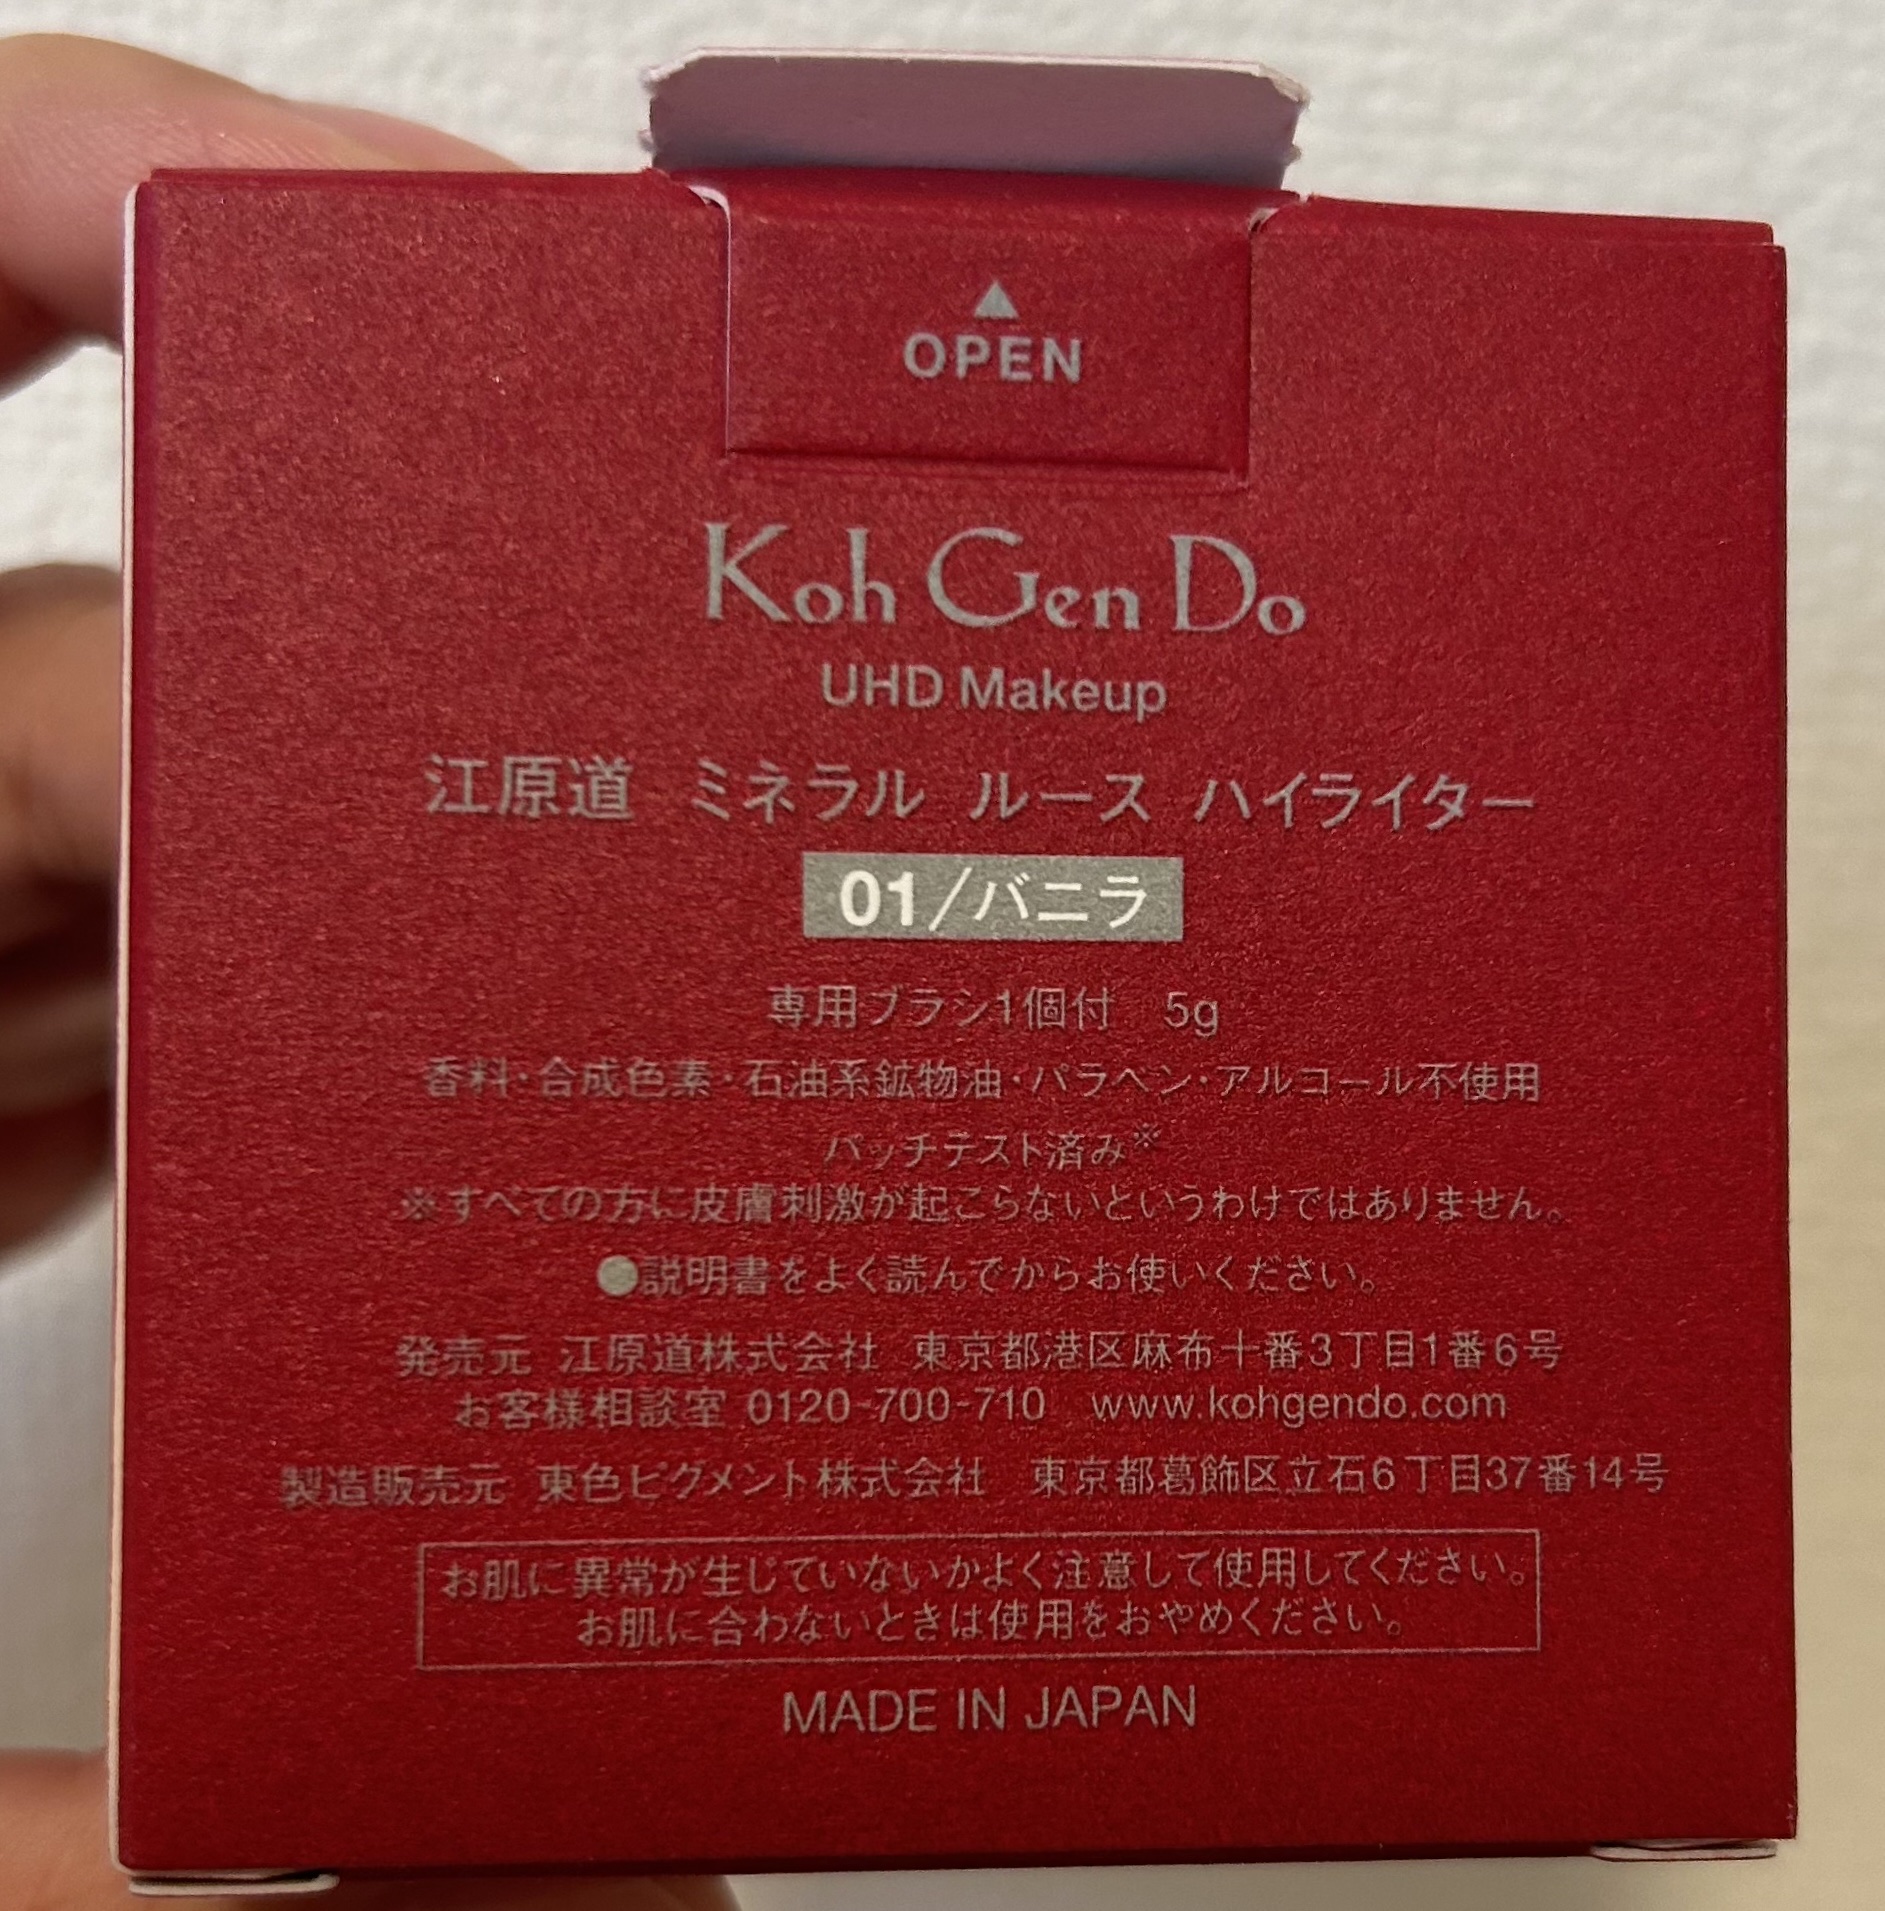 ▲
OPEN
Koh Gen Do
UHD Makeup
江原道 ミネラル ルース ハイライター
01/バニラ
専用ブラシ1個付 5g
香料・合成色素・石油系鉱物油・パラベン・アルコール不使用
パッチテスト済み※
※すべての方に皮膚刺激が起こらないというわけではありません。
●説明書をよく読んでからお使いください。
発売元 江原道株式会社 東京都港区麻布十番3丁目1番6号
お客様相談室 0120-700-710 www.kohgendo.com
製造販売元 東色ピグメント株式会社 東京都葛飾区立石6丁目37番14号
お肌に異常が生じていないかよく注意して使用してください。
お肌に合わないときは使用をおやめください。
MADE IN JAPAN